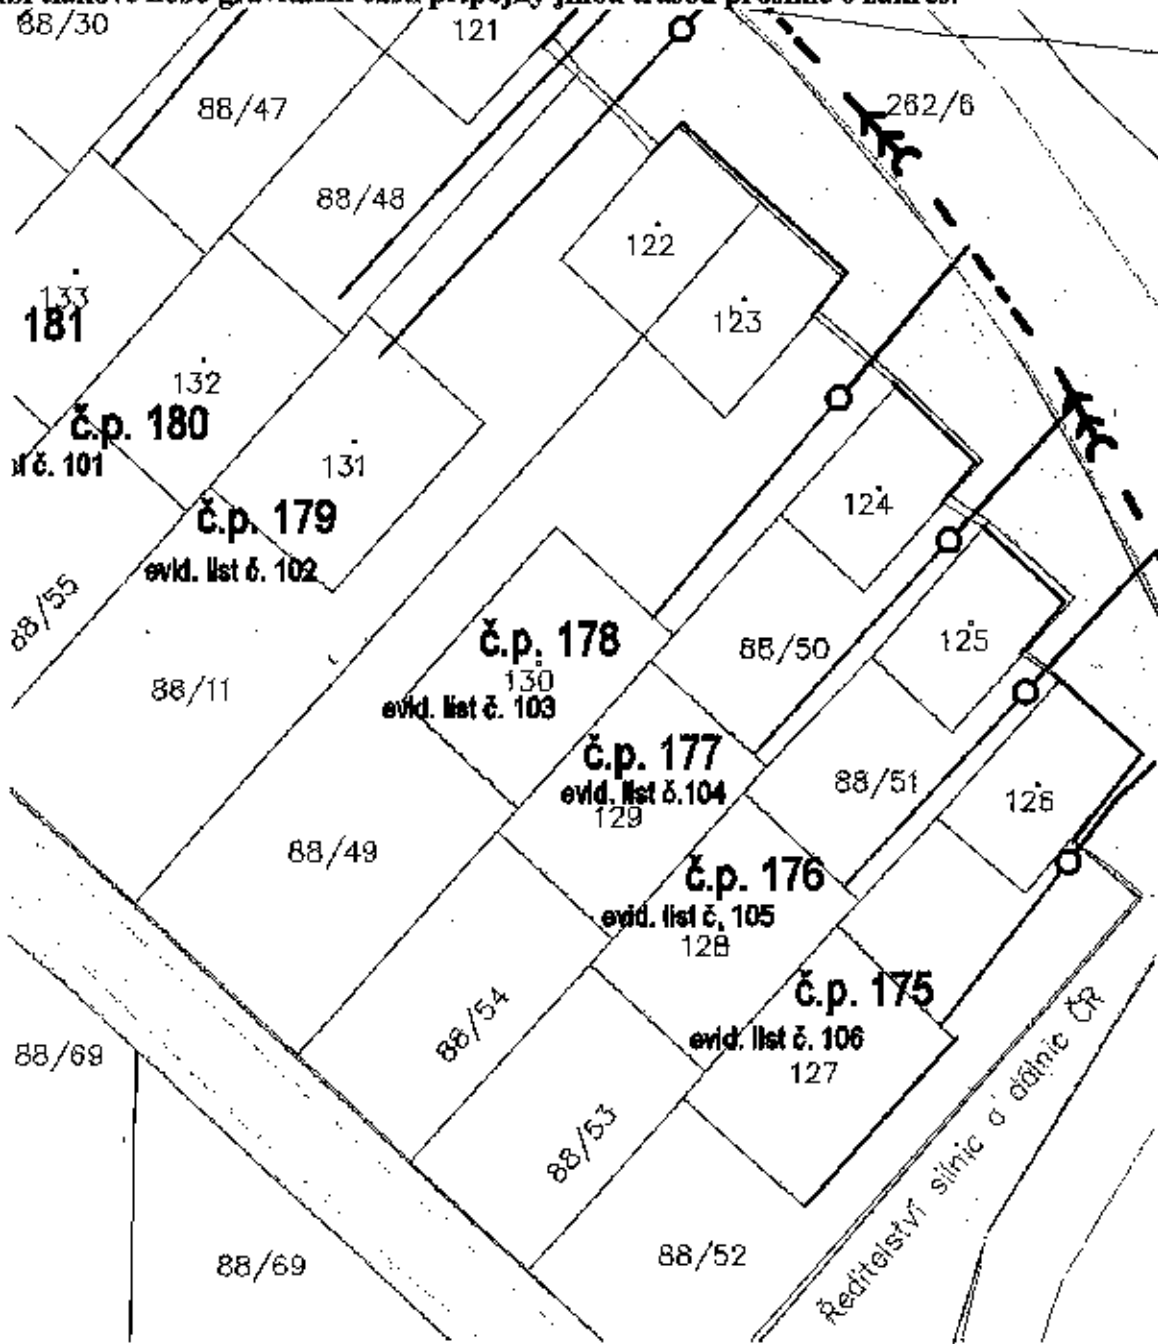 88/30
121
262/6
88/47
88/48
122
123
133
181
132
č.p. 180
č. 101
131
124
č.p. 179
evid. list č. 102
88/55
č.p. 178
130
evid. list č. 103
125
88/50
88/11
č.p. 177
evid. list č.104
129
88/51
126
88/49
č.p. 176
evid. list č. 105
128
č.p. 175
evid. list č. 106
127
88/54
88/69
88/53
88/69
88/52
Ředitelství silnic a dálnic ČR